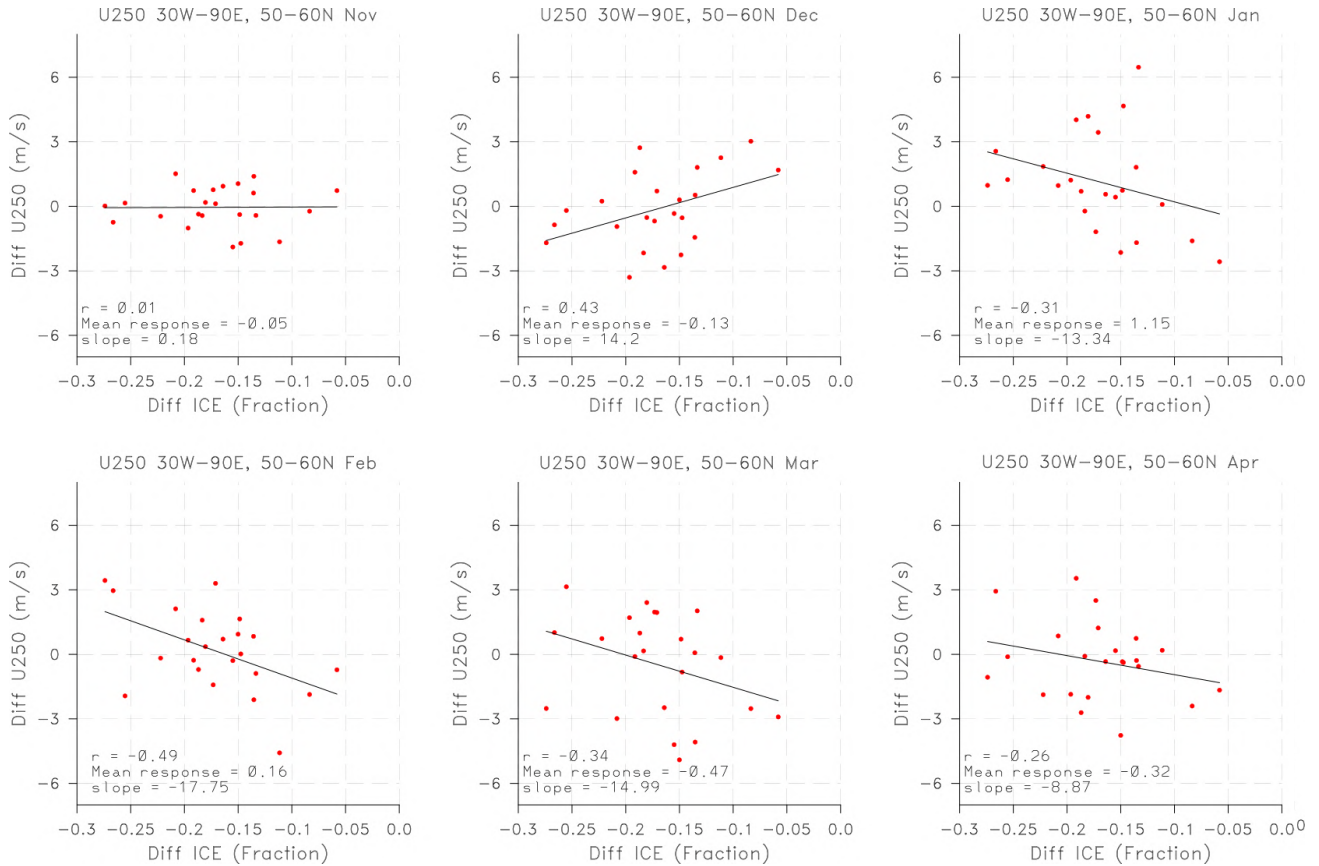 U250 30W-90E, 50-60N Nov
6
3
0
-3
-6
Diff U250 (m/s)
r = 0.01
Mean response = -0.05
slope = 0.18
-0.3 -0.25 -0.2 -0.15 -0.1 -0.05 0.0
Diff ICE (Fraction)
U250 30W-90E, 50-60N Dec
6
3
0
-3
-6
Diff U250 (m/s)
r = 0.43
Mean response = -0.13
slope = 14.2
-0.3 -0.25 -0.2 -0.15 -0.1 -0.05 0.0
Diff ICE (Fraction)
U250 30W-90E, 50-60N Jan
6
3
0
-3
-6
Diff U250 (m/s)
r = -0.31
Mean response = 1.15
slope = -13.34
-0.3 -0.25 -0.2 -0.15 -0.1 -0.05 0.0
Diff ICE (Fraction)
U250 30W-90E, 50-60N Feb
6
3
0
-3
-6
Diff U250 (m/s)
r = -0.49
Mean response = 0.16
slope = -17.75
-0.3 -0.25 -0.2 -0.15 -0.1 -0.05 0.0
Diff ICE (Fraction)
U250 30W-90E, 50-60N Mar
6
3
0
-3
-6
Diff U250 (m/s)
r = -0.34
Mean response = -0.47
slope = -14.99
-0.3 -0.25 -0.2 -0.15 -0.1 -0.05 0.0
Diff ICE (Fraction)
U250 30W-90E, 50-60N Apr
6
3
0
-3
-6
Diff U250 (m/s)
r = -0.26
Mean response = -0.32
slope = -8.87
-0.3 -0.25 -0.2 -0.15 -0.1 -0.05 0.0
Diff ICE (Fraction)